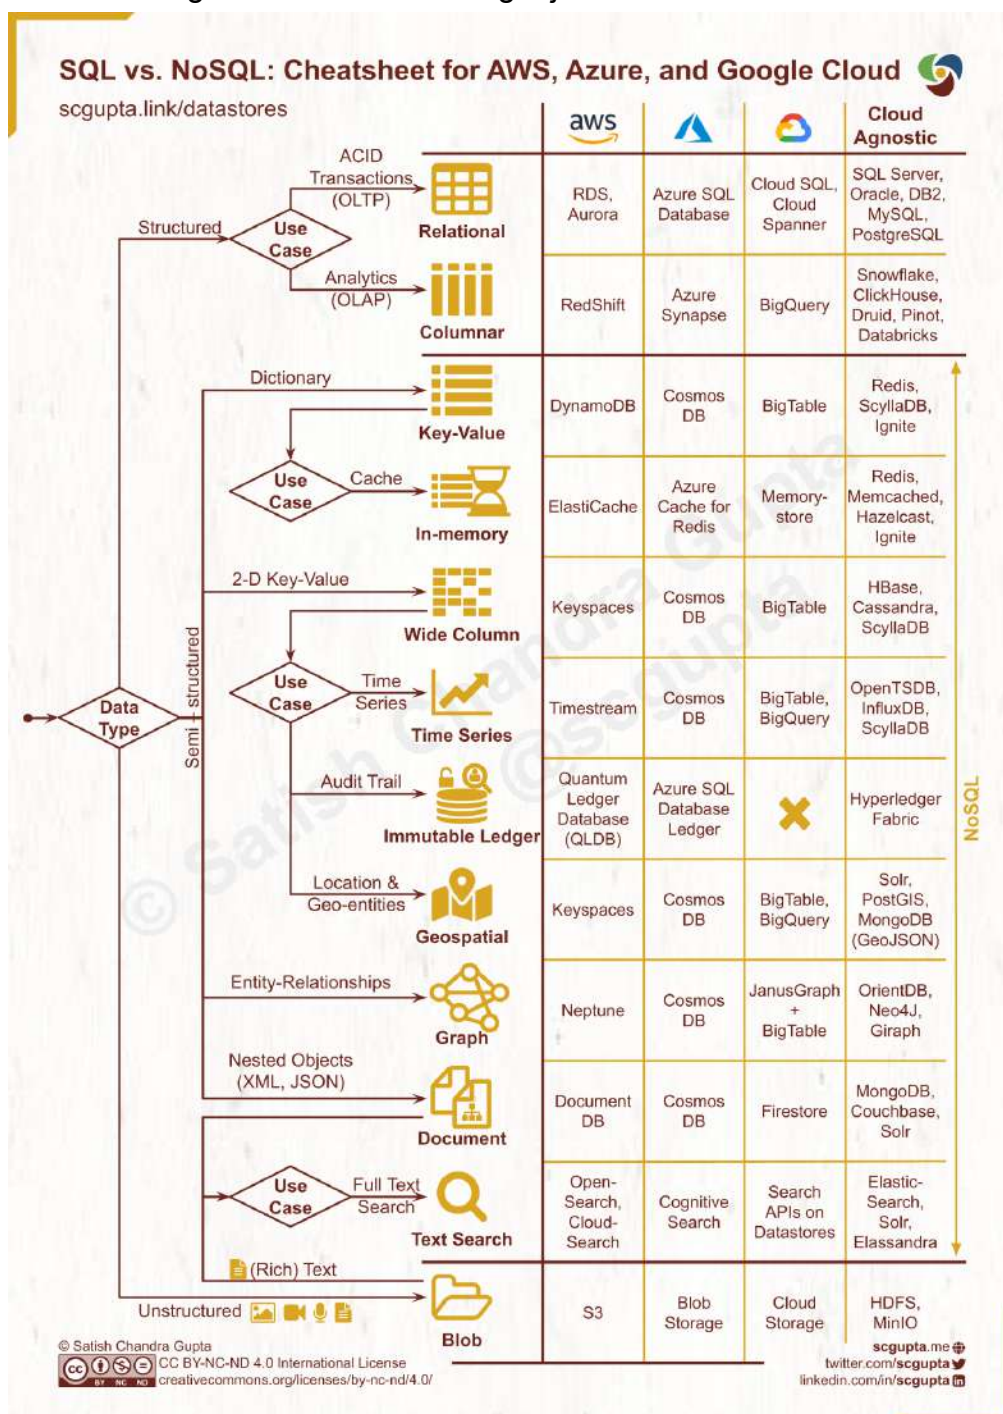 SQL vs. NoSQL: Cheatsheet for AWS, Azure, and Google Cloud
scgupta.link/datastores
aws
Cloud
Agnostic
ACID
Transactions
(OLTP)
Structured
Use
Case
Relational
RDS,
Aurora
Azure SQL
Database
Cloud SQL,
Cloud
Spanner
SQL Server,
Oracle, DB2,
MySQL,
PostgreSQL
Analytics
(OLAP)
Columnar
RedShift
Azure
Synapse
BigQuery
Snowflake,
ClickHouse,
Druid, Pinot,
Databricks
Dictionary
Key-Value
DynamoDB
Cosmos
DB
BigTable
Redis,
ScyllaDB,
Ignite
Use
Case
Cache
In-memory
ElastiCache
Azure
Cache for
Redis
Memory-
store
Redis,
Memcached,
Hazelcast,
Ignite
2-D Key-Value
Wide Column
Keyspaces
Cosmos
DB
BigTable
HBase,
Cassandra,
ScyllaDB
Data
Type
Semi - structured
Use
Case
Time
Series
Time Series
Timestream
Cosmos
DB
BigTable,
BigQuery
OpenTSDB,
InfluxDB,
ScyllaDB
Audit Trail
Immutable Ledger
Quantum
Ledger
Database
(QLDB)
Azure SQL
Database
Ledger
Hyperledger
Fabric
NoSQL
Location &
Geo-entities
Geospatial
Keyspaces
Cosmos
DB
BigTable,
BigQuery
Solr,
PostGIS,
MongoDB
(GeoJSON)
Entity-Relationships
Graph
Neptune
Cosmos
DB
JanusGraph
+
BigTable
OrientDB,
Neo4J,
Giraph
Nested Objects
(XML, JSON)
Document
Document
DB
Cosmos
DB
Firestore
MongoDB,
Couchbase,
Solr
Use
Case
Full Text
Search
Text Search
Open-
Search,
Cloud-
Search
Cognitive
Search
Search
APIs on
Datastores
Elastic-
Search,
Solr,
Elassandra
(Rich) Text
Unstructured
Blob
S3
Blob
Storage
Cloud
Storage
HDFS,
MinIO
© Satish Chandra Gupta
@scgupta
© Satish Chandra Gupta
CC BY-NC-ND 4.0 International License
creativecommons.org/licenses/by-nc-nd/4.0/
cc
BY NC ND
scgupta.me
twitter.com/scgupta
linkedin.com/in/scgupta
in